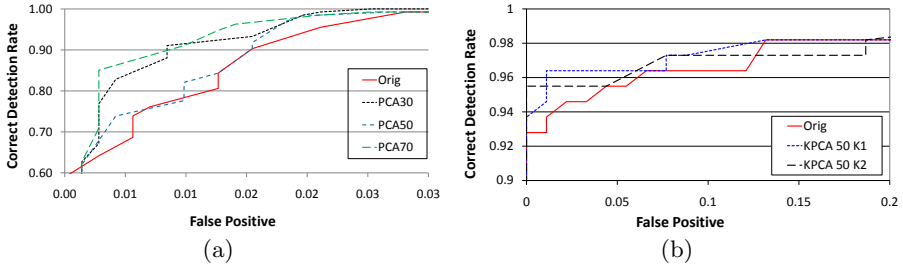 Correct Detection Rate
1.00
0.90
0.80
0.70
0.60
Orig
PCA30
PCA50
PCA70
0.00 0.01 0.01 0.02 0.02 0.03 0.03
False Positive
(a)
Correct Detection Rate
1
0.98
0.96
0.94
0.92
0.9
Orig
KPCA 50 K1
KPCA 50 K2
0 0.05 0.1 0.15 0.2
False Positive
(b)